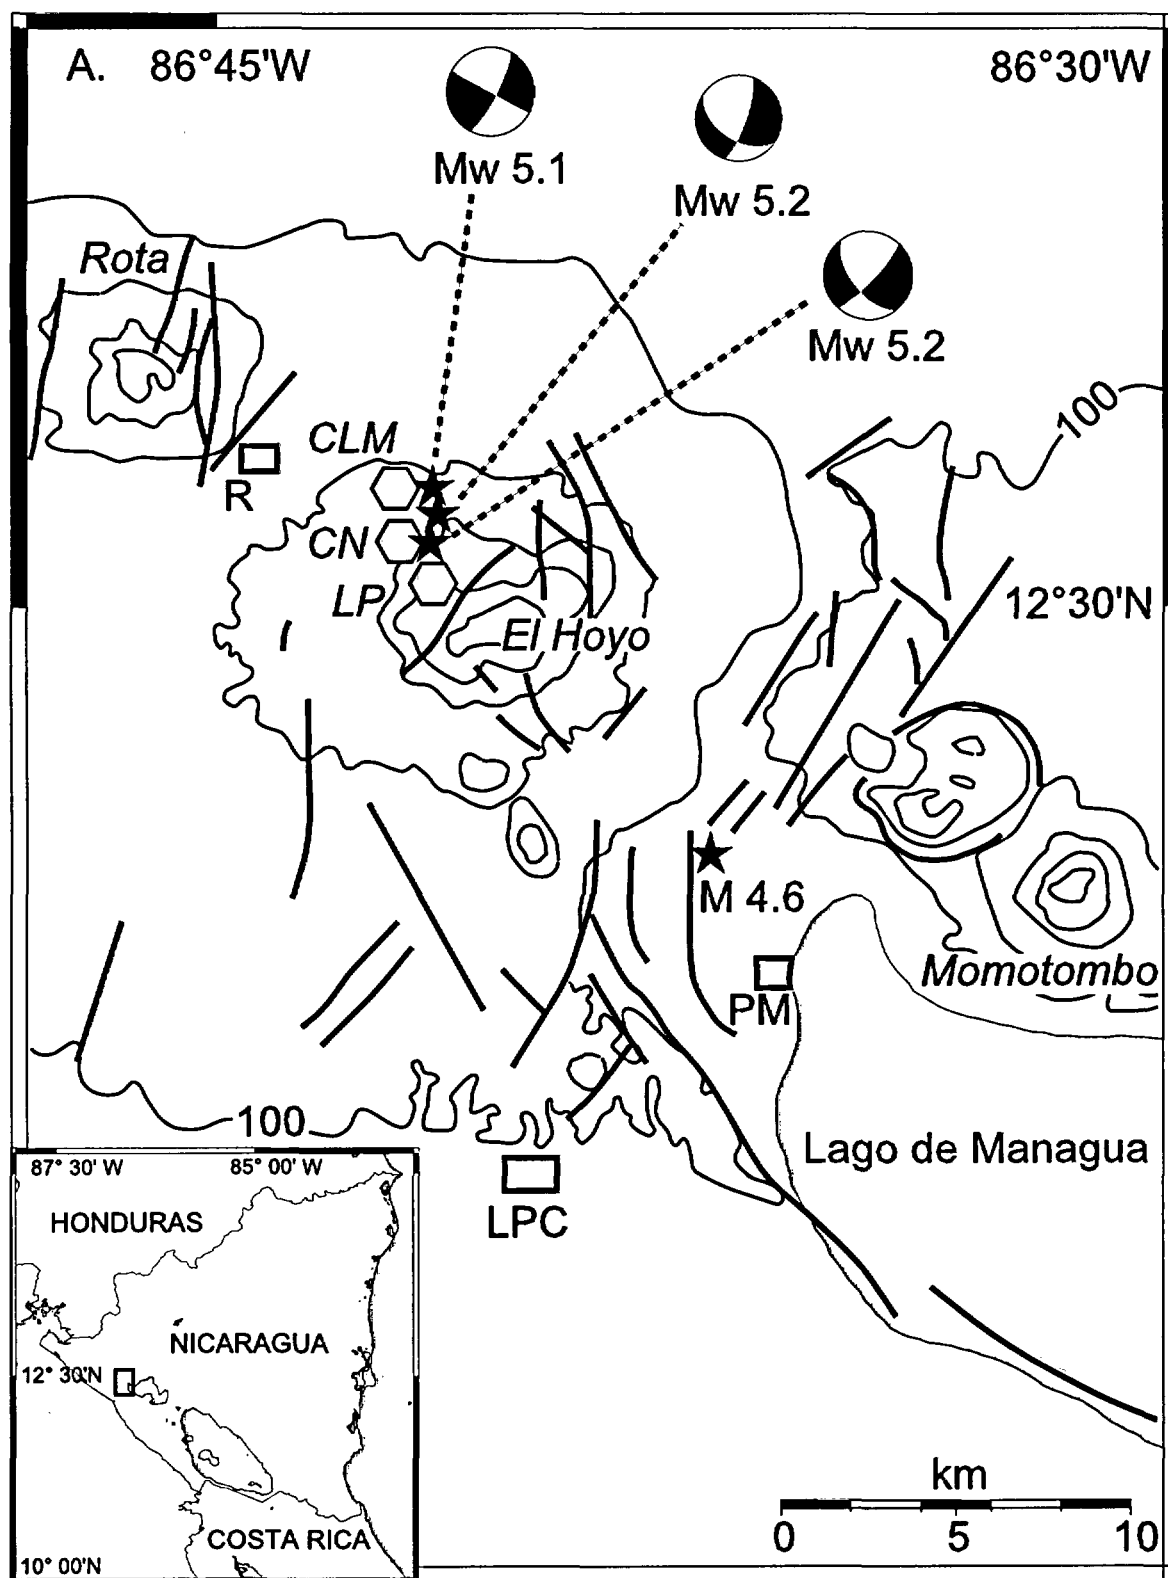 A. 86°45'W 86°30'W
Mw 5.1
Mw 5.2
Rota
Mw 5.2
100
CLM
R
CN
LP
12°30'N
El Hoyo
M 4.6
Momotombo
PM
100
Lago de Managua
87° 30' W 85° 00' W
LPC
HONDURAS
NICARAGUA
12° 30'N
km
0 5 10
COSTA RICA
10° 00'N